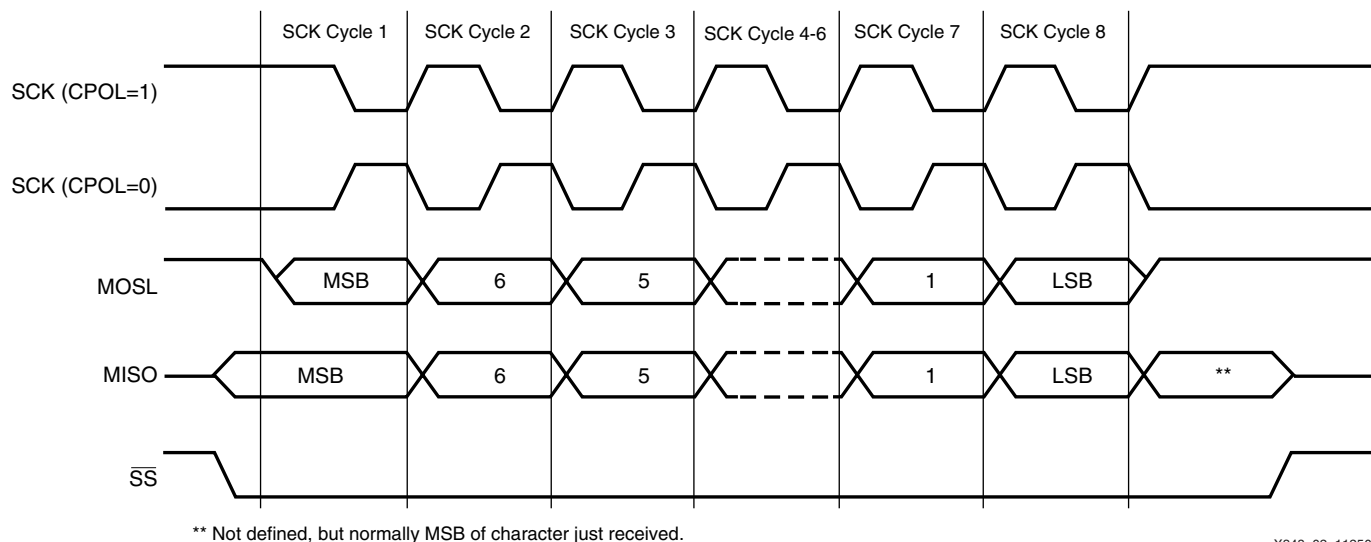 SCK Cycle 1 SCK Cycle 2 SCK Cycle 3 SCK Cycle 4-6 SCK Cycle 7 SCK Cycle 8
SCK (CPOL=1)
SCK (CPOL=0)
MOSL MSB 6 5 1 LSB
MISO MSB 6 5 1 LSB **
SS
** Not defined, but normally MSB of character just received.